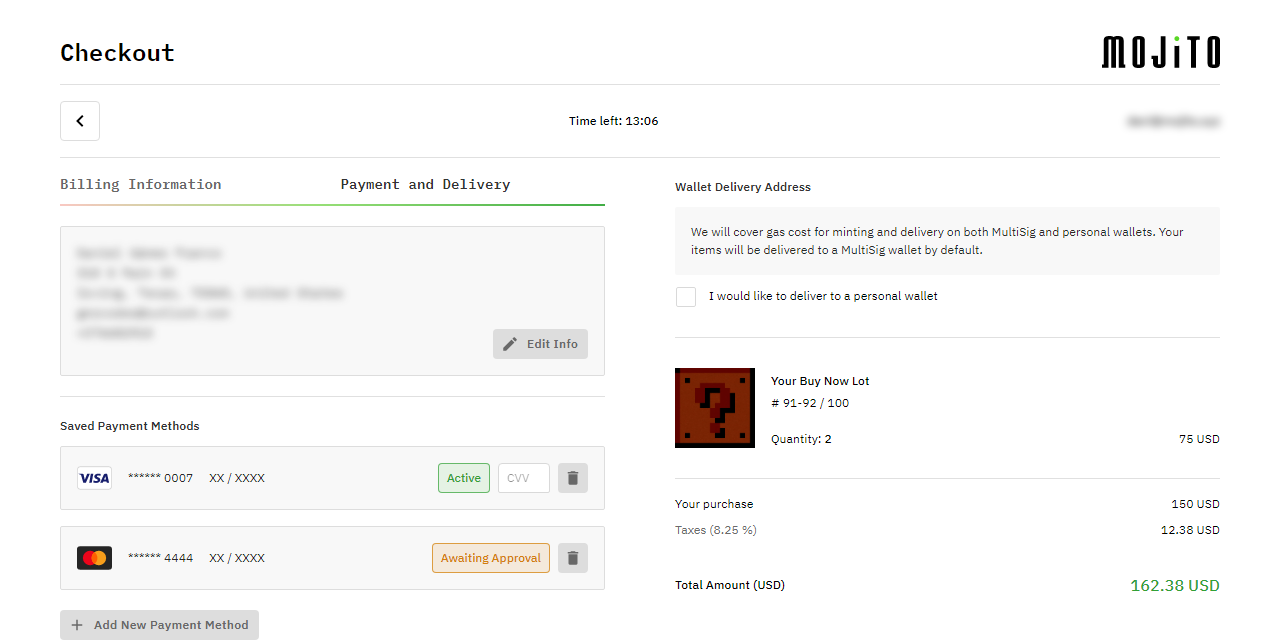 Checkout
MOJiTO
Time left: 13:06
Billing Information
Payment and Delivery
Edit Info
Saved Payment Methods
VISA ****** 0007 XX / XXXX Active CVV
****** 4444 XX / XXXX Awaiting Approval
+ Add New Payment Method
Wallet Delivery Address
We will cover gas cost for minting and delivery on both MultiSig and personal wallets. Your
items will be delivered to a MultiSig wallet by default.
I would like to deliver to a personal wallet
?
Your Buy Now Lot
# 91-92 / 100
Quantity: 2 75 USD
Your purchase 150 USD
Taxes (8.25 %) 12.38 USD
Total Amount (USD) 162.38 USD